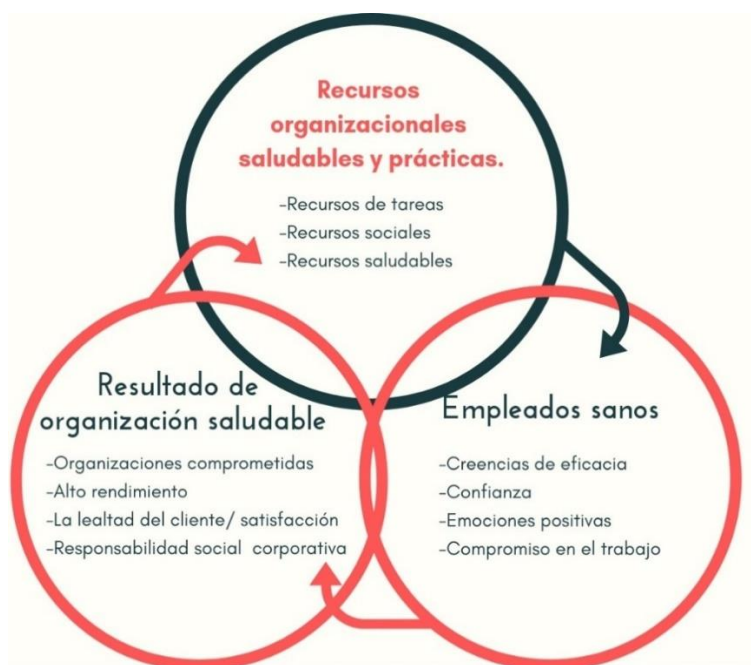 Recursos
organizacionales
saludables y prácticas.
-Recursos de tareas
-Recursos sociales
-Recursos saludables
Resultado de
organización saludable
-Organizaciones comprometidas
-Alto rendimiento
-La lealtad del cliente/ satisfacción
-Responsabilidad social corporativa
Empleados sanos
-Creencias de eficacia
-Confianza
-Emociones positivas
-Compromiso en el trabajo